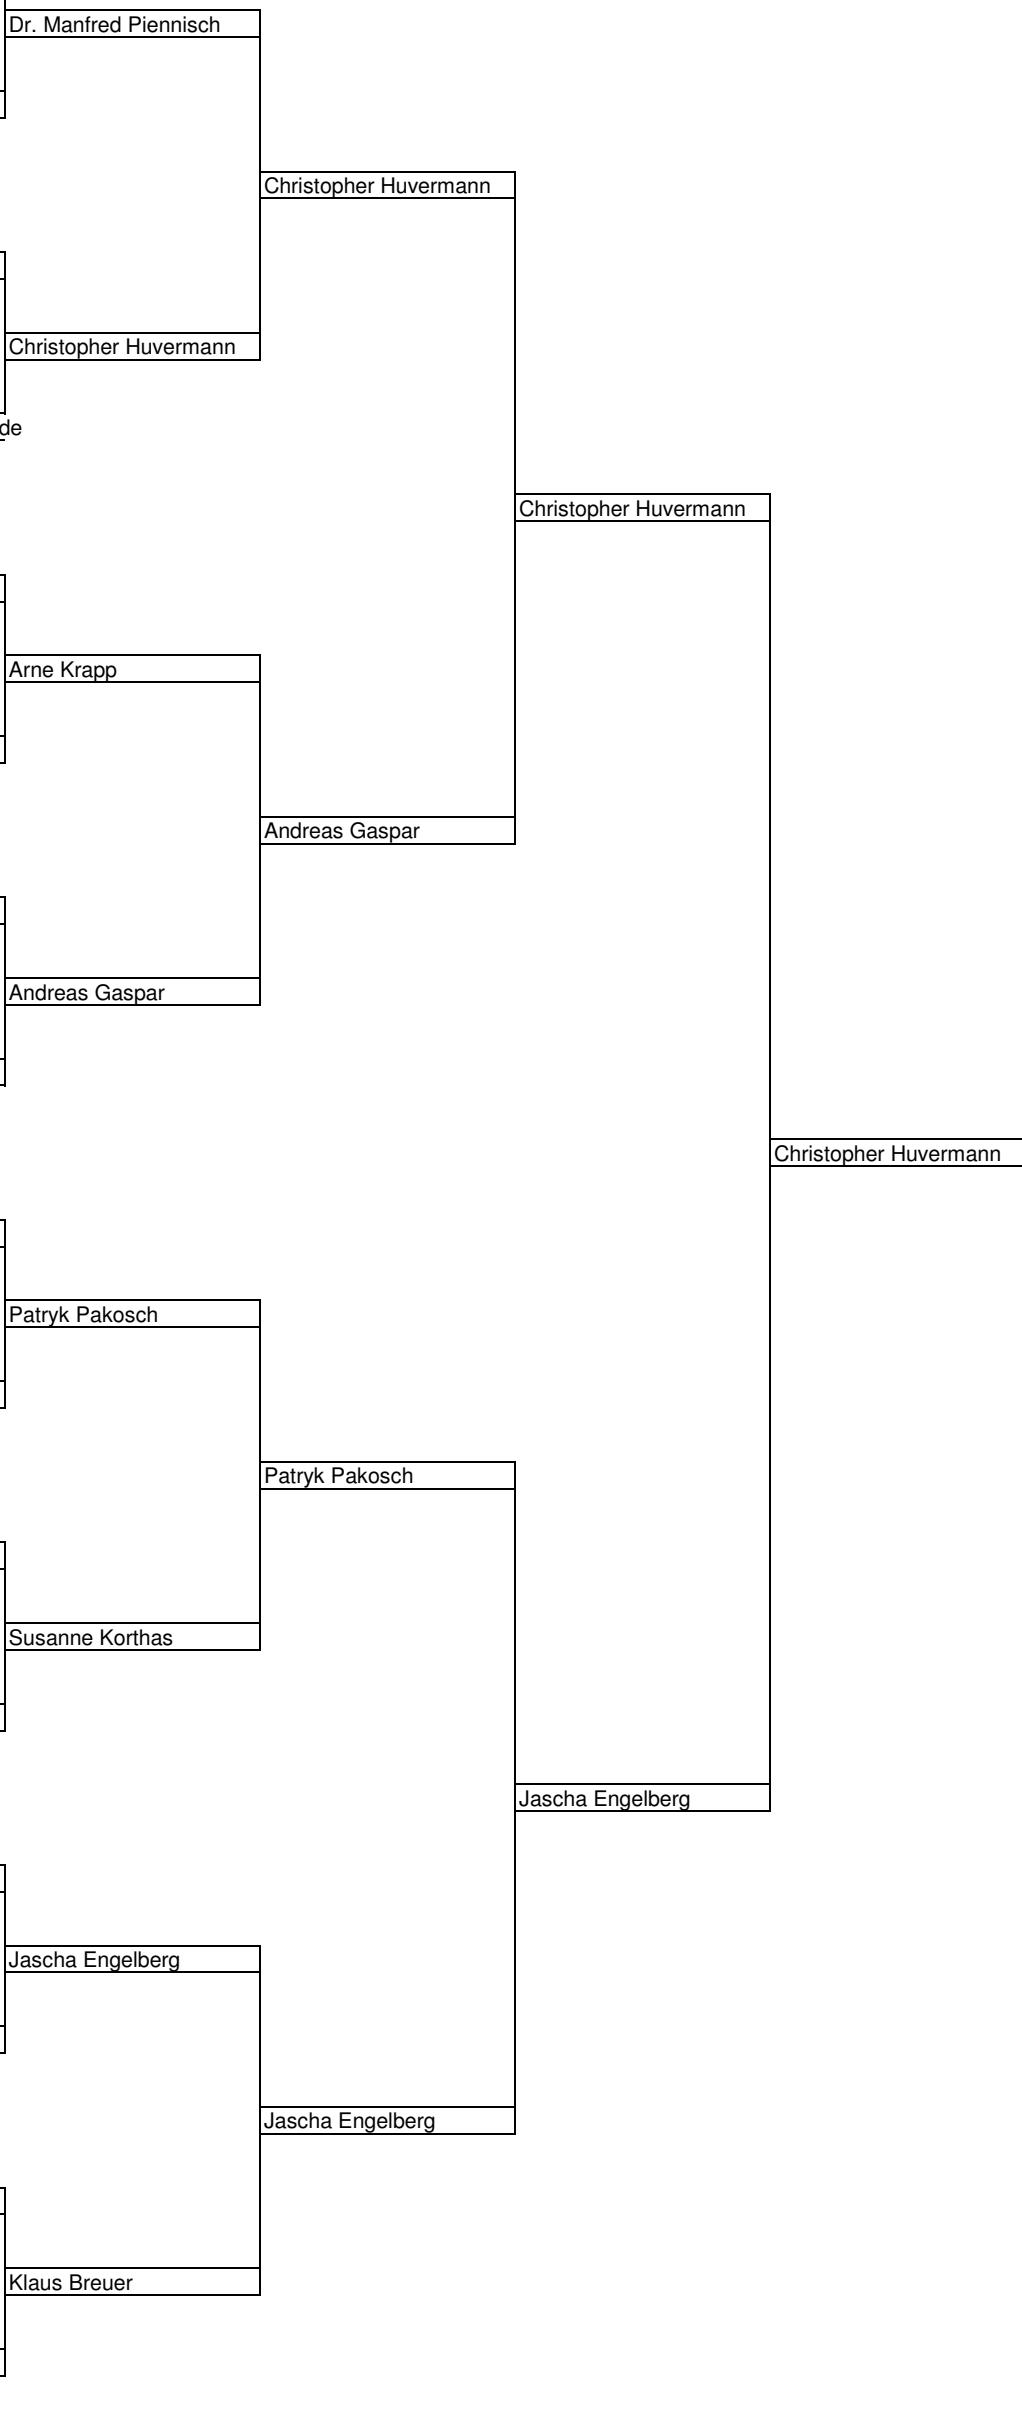 Dr. Manfred Piennisch
Christopher Huvermann
Christopher Huvermann
de
Christopher Huvermann
Arne Krapp
Andreas Gaspar
Andreas Gaspar
Christopher Huvermann
Patryk Pakosch
Patryk Pakosch
Susanne Korthas
Jascha Engelberg
Jascha Engelberg
Jascha Engelberg
Klaus Breuer